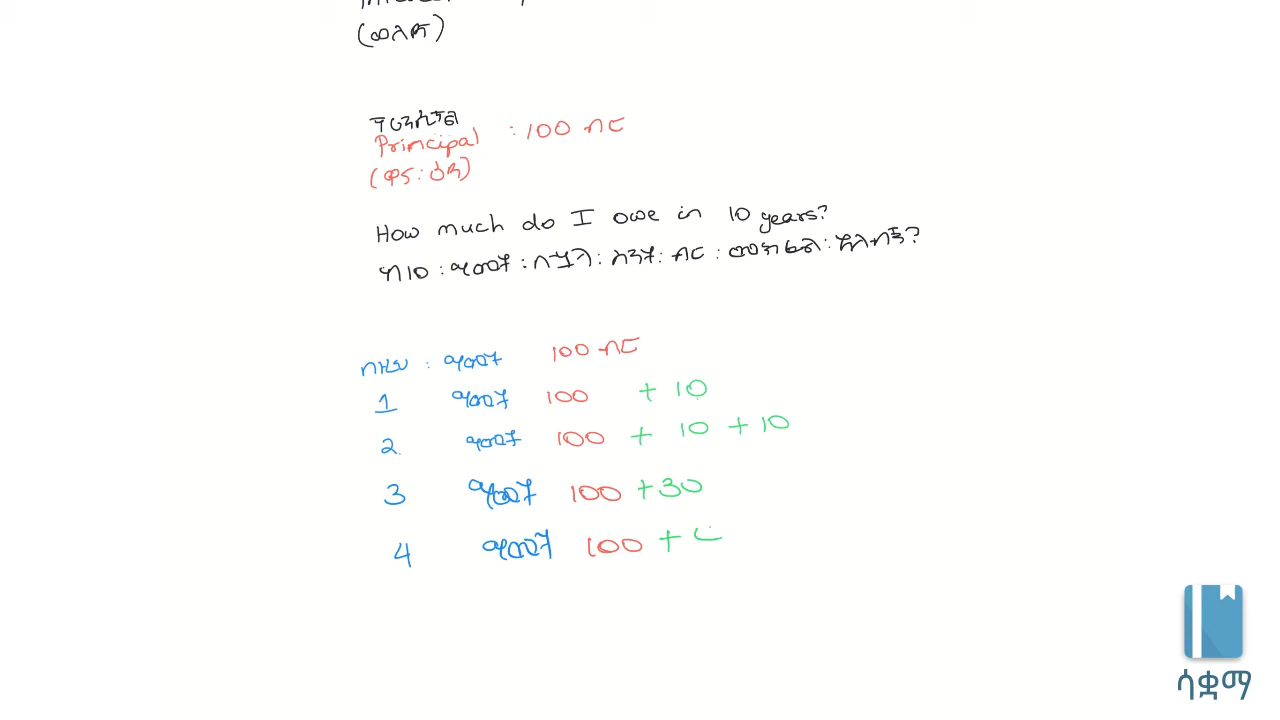 (ወለድ)
ፕሪንሲፓል
Principal : 100 ብር
(ዋና፡ዕዳ)
How much do I owe in 10 years?
ከ10፡ዓመት፡በኋላ፡ስንት፡ብር፡መክፈል፡አለብኝ?
በዜሮ፡ዓመት 100 ብር
1 ዓመት 100 + 10
2 ዓመት 100 + 10 + 10
3 ዓመት 100 + 30
4 ዓመት 100 +
ሳቋማ